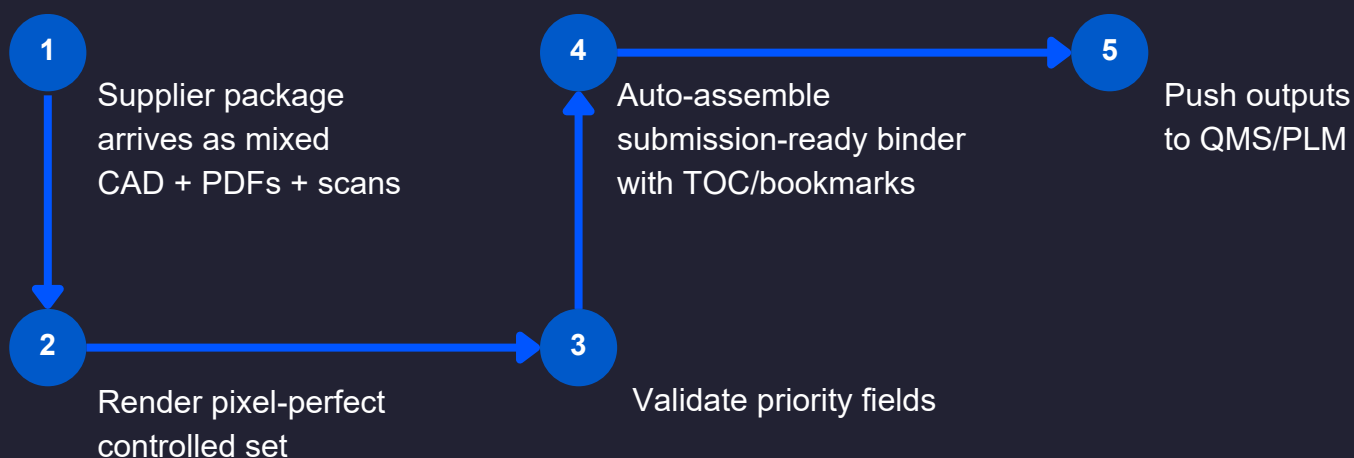 1
Supplier package
arrives as mixed
CAD + PDFs + scans
2
Render pixel-perfect
controlled set
3
Validate priority fields
4
Auto-assemble
submission-ready binder
with TOC/bookmarks
5
Push outputs
to QMS/PLM